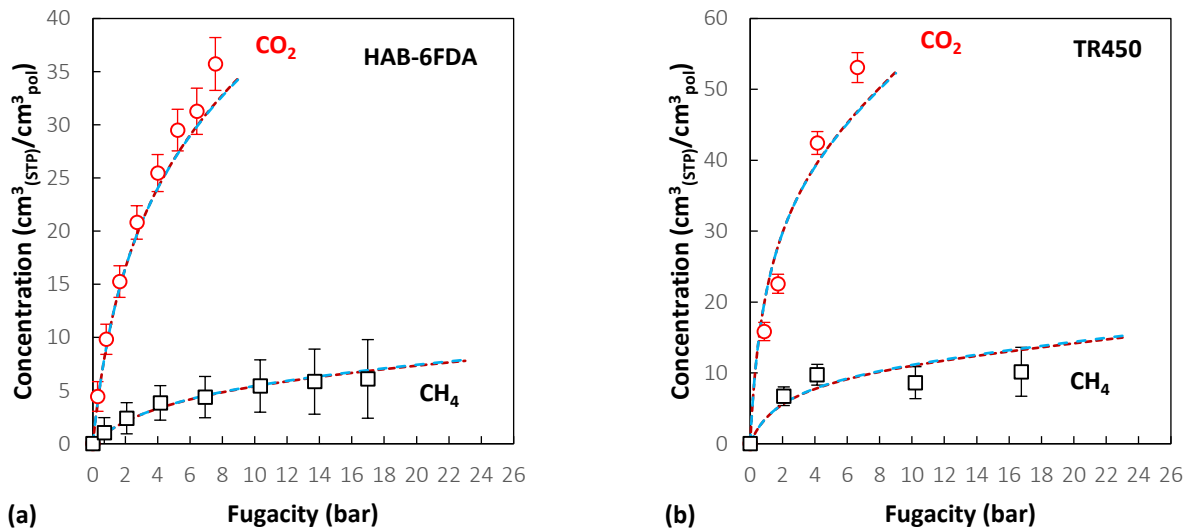 40
35
30
25
20
15
10
5
0
Concentration (cm³(STP)/cm³pol)
CO₂
HAB-6FDA
CH₄
0 2 4 6 8 10 12 14 16 18 20 22 24 26
(a)
Fugacity (bar)
60
50
40
30
20
10
0
Concentration (cm³(STP)/cm³pol)
CO₂
TR450
CH₄
0 2 4 6 8 10 12 14 16 18 20 22 24 26
(b)
Fugacity (bar)